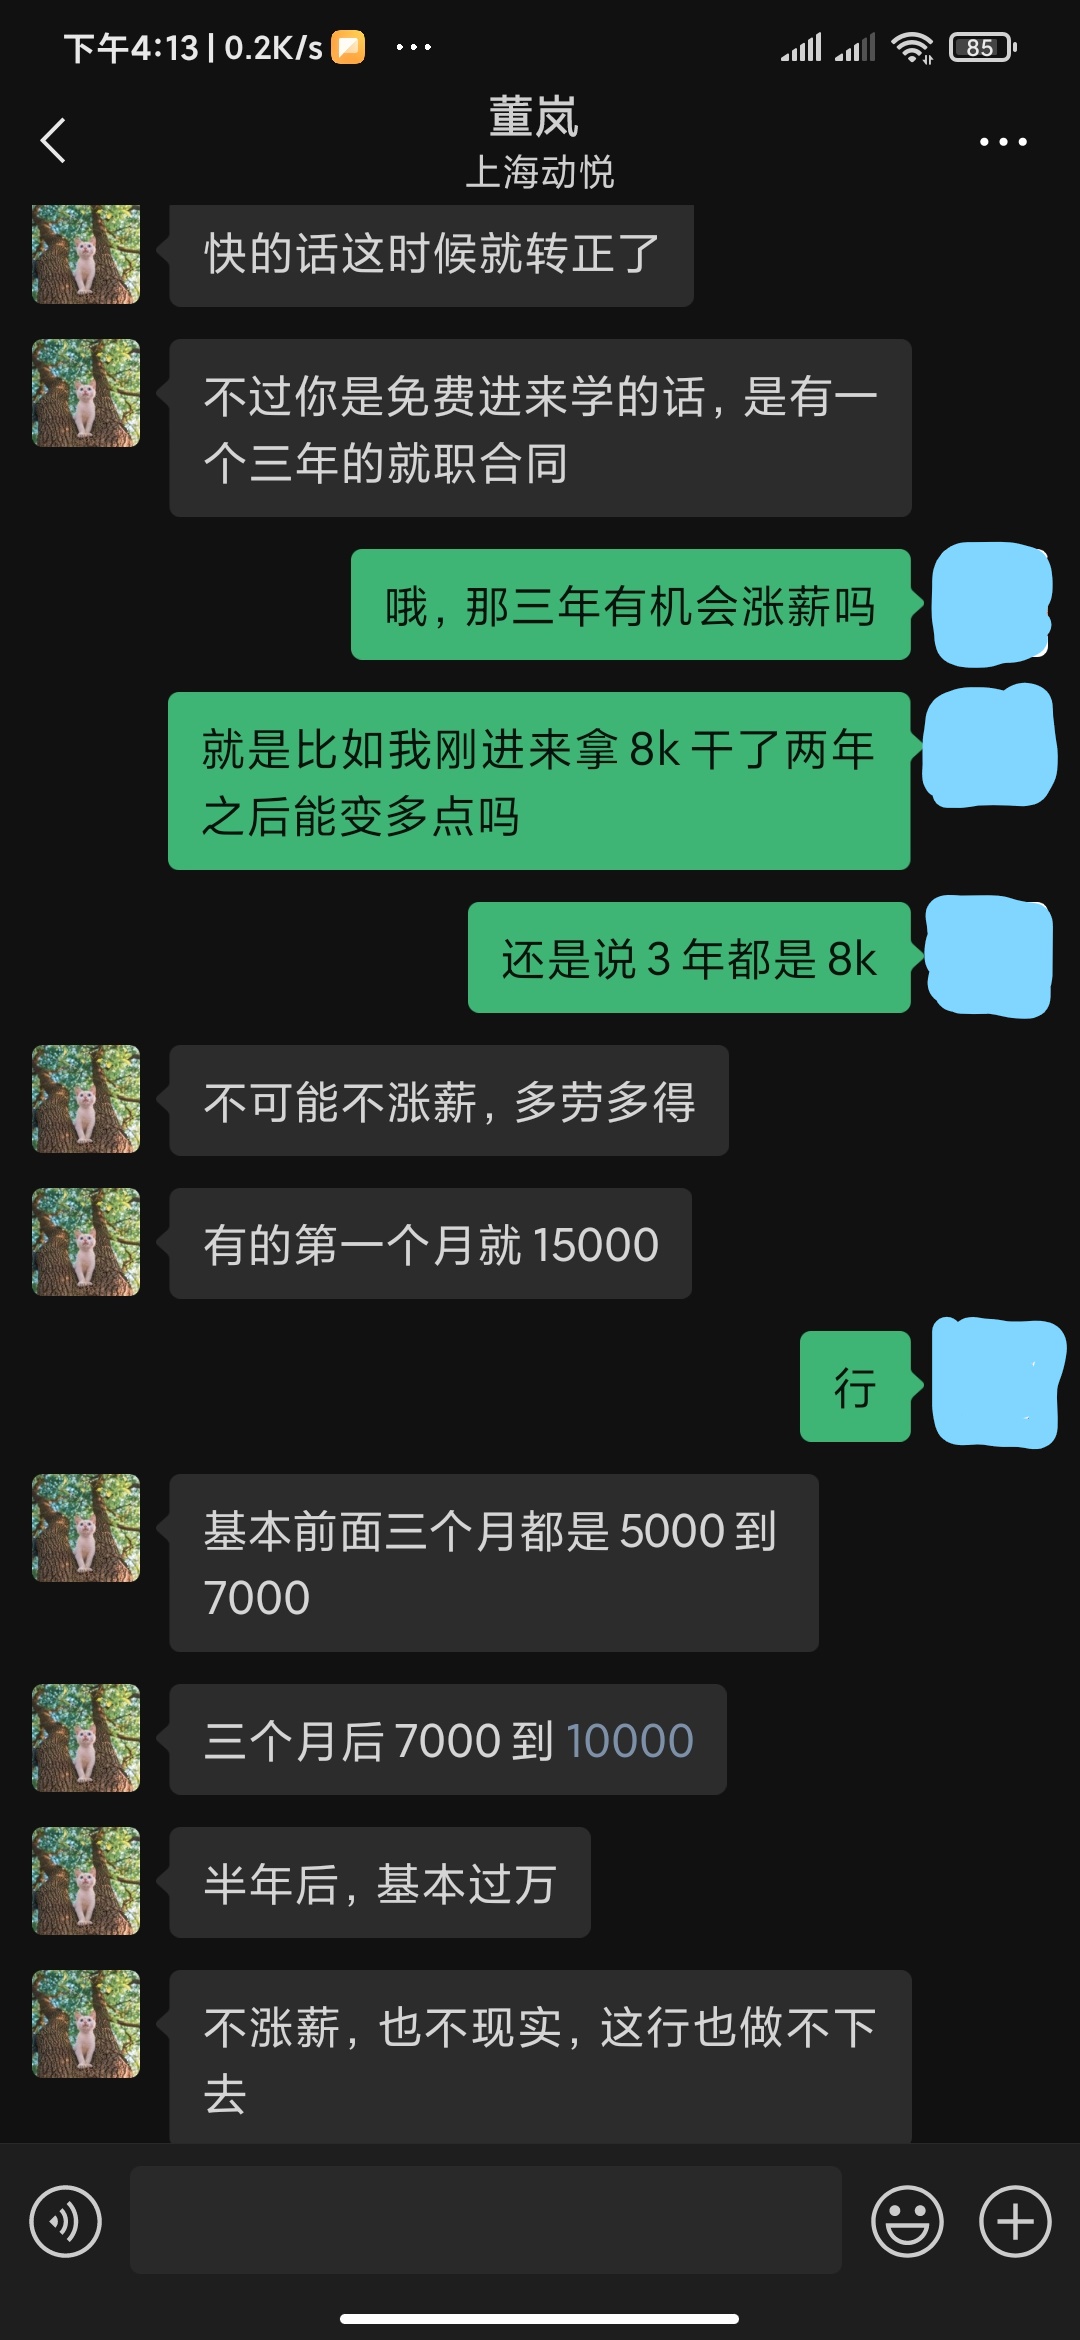 下午4:13 | 0.2K/s ···
85
董岚
上海动悦
快的话这时候就转正了
不过你是免费进来学的话，是有一
个三年的就职合同
哦，那三年有机会涨薪吗
就是比如我刚进来拿 8k 干了两年
之后能变多点吗
还是说 3 年都是 8k
不可能不涨薪，多劳多得
有的第一个月就 15000
行
基本前面三个月都是 5000 到
7000
三个月后 7000 到 10000
半年后，基本过万
不涨薪，也不现实，这行也做不下
去